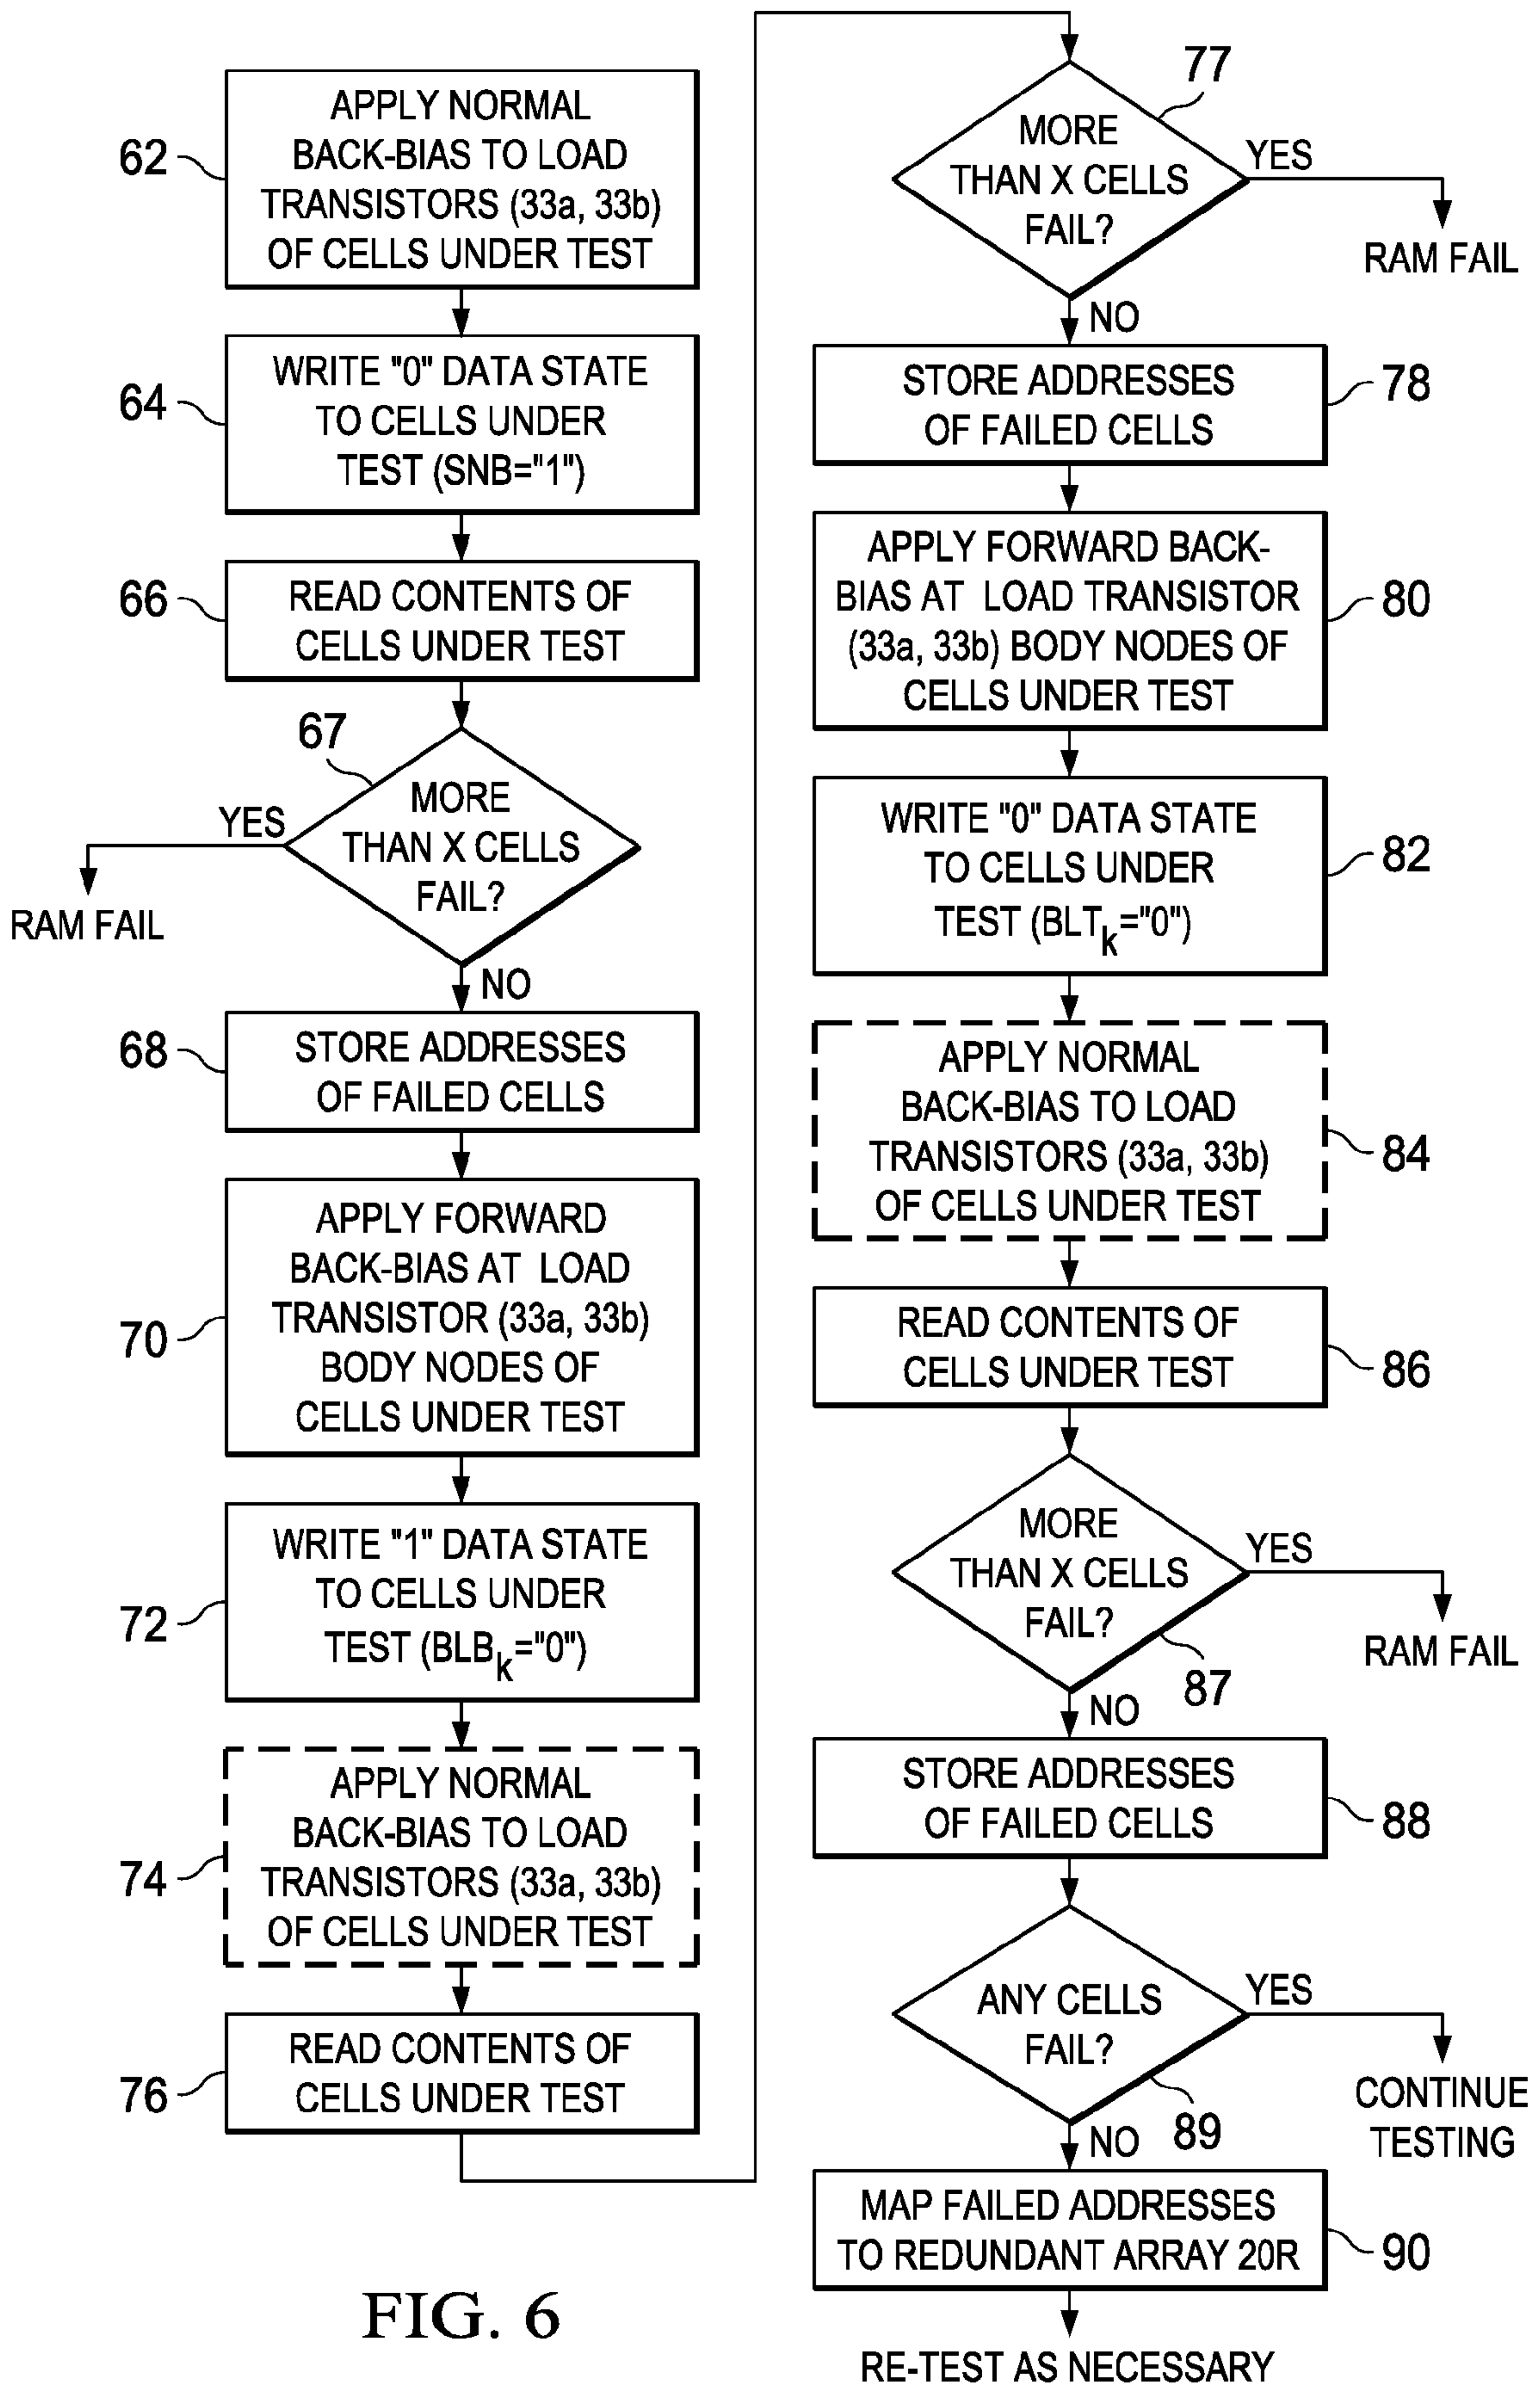 62
APPLY NORMAL
BACK-BIAS TO LOAD
TRANSISTORS (33a, 33b)
OF CELLS UNDER TEST
64
WRITE "0" DATA STATE
TO CELLS UNDER
TEST (SNB="1")
66
READ CONTENTS OF
CELLS UNDER TEST
67
MORE
THAN X CELLS
FAIL?
YES
RAM FAIL
NO
68
STORE ADDRESSES
OF FAILED CELLS
70
APPLY FORWARD
BACK-BIAS AT LOAD
TRANSISTOR (33a, 33b)
BODY NODES OF
CELLS UNDER TEST
72
WRITE "1" DATA STATE
TO CELLS UNDER
TEST (BLBk="0")
74
APPLY NORMAL
BACK-BIAS TO LOAD
TRANSISTORS (33a, 33b)
OF CELLS UNDER TEST
76
READ CONTENTS OF
CELLS UNDER TEST
77
MORE
THAN X CELLS
FAIL?
YES
RAM FAIL
NO
STORE ADDRESSES
OF FAILED CELLS
78
APPLY FORWARD BACK-
BIAS AT LOAD TRANSISTOR
(33a, 33b) BODY NODES OF
CELLS UNDER TEST
80
WRITE "0" DATA STATE
TO CELLS UNDER
TEST (BLTk="0")
82
APPLY NORMAL
BACK-BIAS TO LOAD
TRANSISTORS (33a, 33b)
OF CELLS UNDER TEST
84
READ CONTENTS OF
CELLS UNDER TEST
86
MORE
THAN X CELLS
FAIL?
YES
RAM FAIL
87
NO
STORE ADDRESSES
OF FAILED CELLS
88
ANY CELLS
FAIL?
YES
CONTINUE
TESTING
89
NO
MAP FAILED ADDRESSES
TO REDUNDANT ARRAY 20R
90
RE-TEST AS NECESSARY
FIG. 6